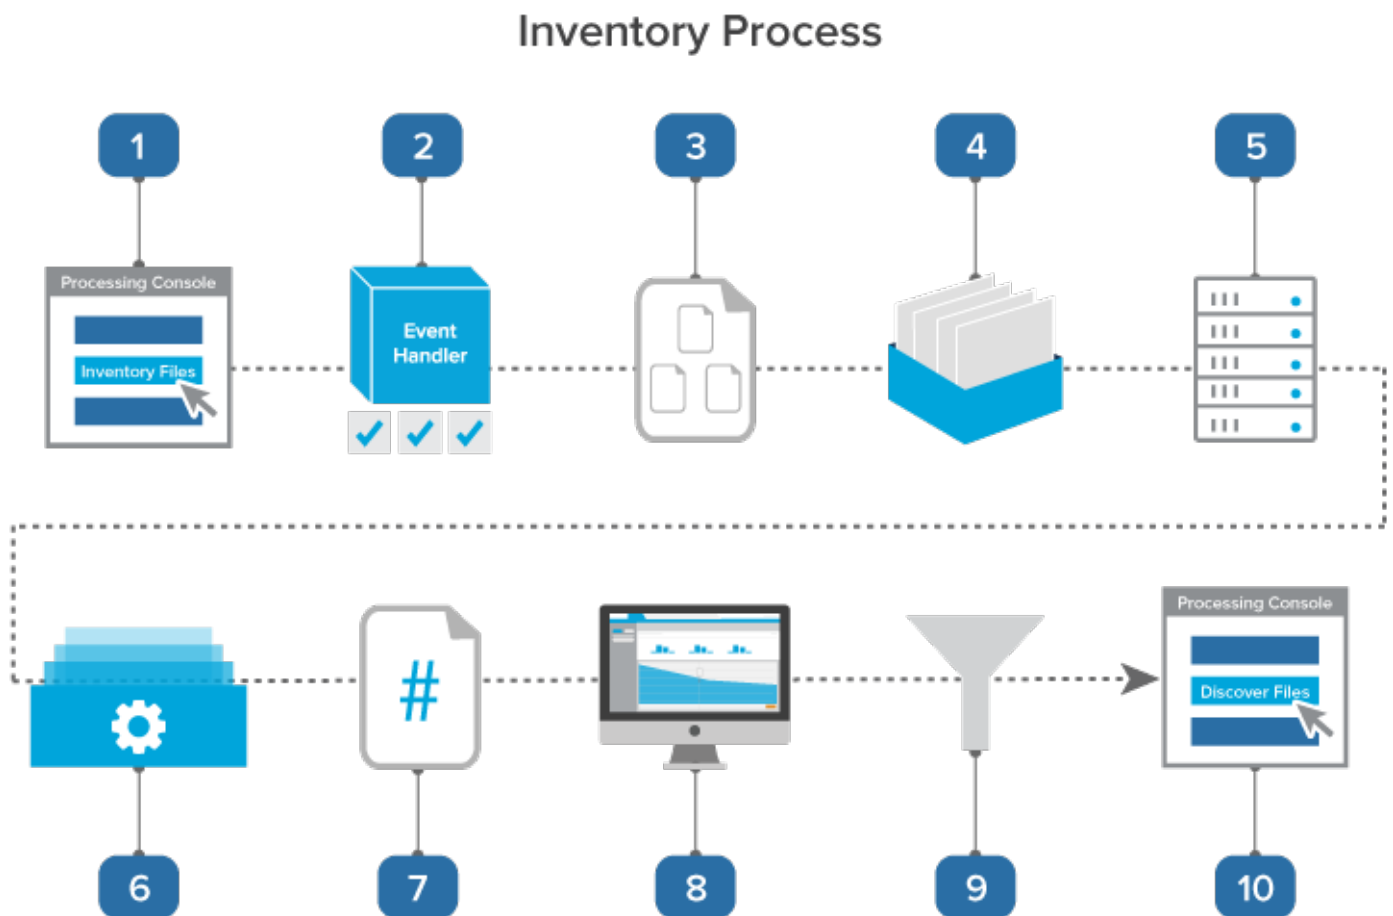 Inventory Process
1
2
3
4
5
Processing Console
Inventory Files
Event
Handler
#
Processing Console
Discover Files
6
7
8
9
10